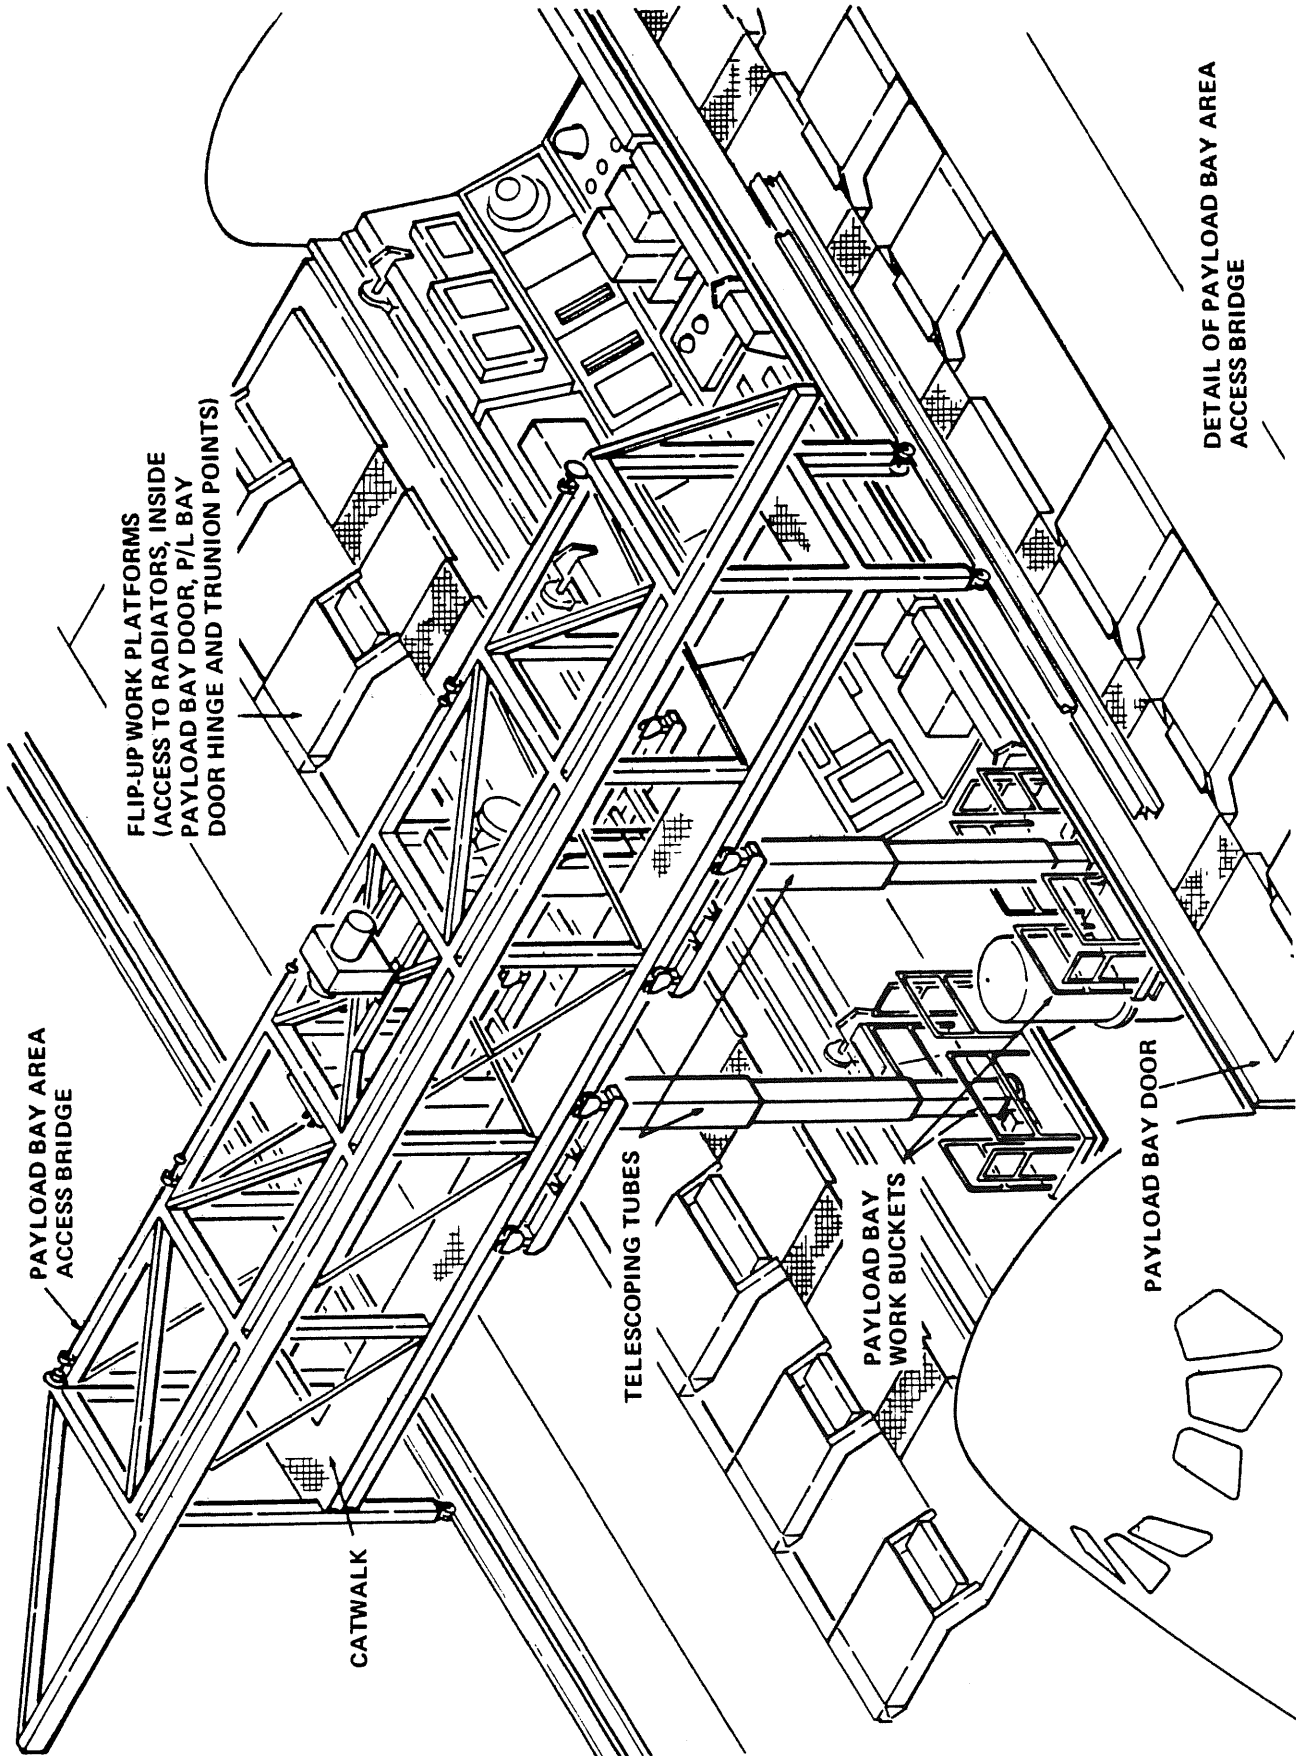 PAYLOAD BAY AREA
ACCESS BRIDGE
FLIP-UP WORK PLATFORMS
(ACCESS TO RADIATORS, INSIDE
PAYLOAD BAY DOOR, P/L BAY
DOOR HINGE AND TRUNION POINTS)
CATWALK
TELESCOPING TUBES
PAYLOAD BAY
WORK BUCKETS
PAYLOAD BAY DOOR
DETAIL OF PAYLOAD BAY AREA
ACCESS BRIDGE